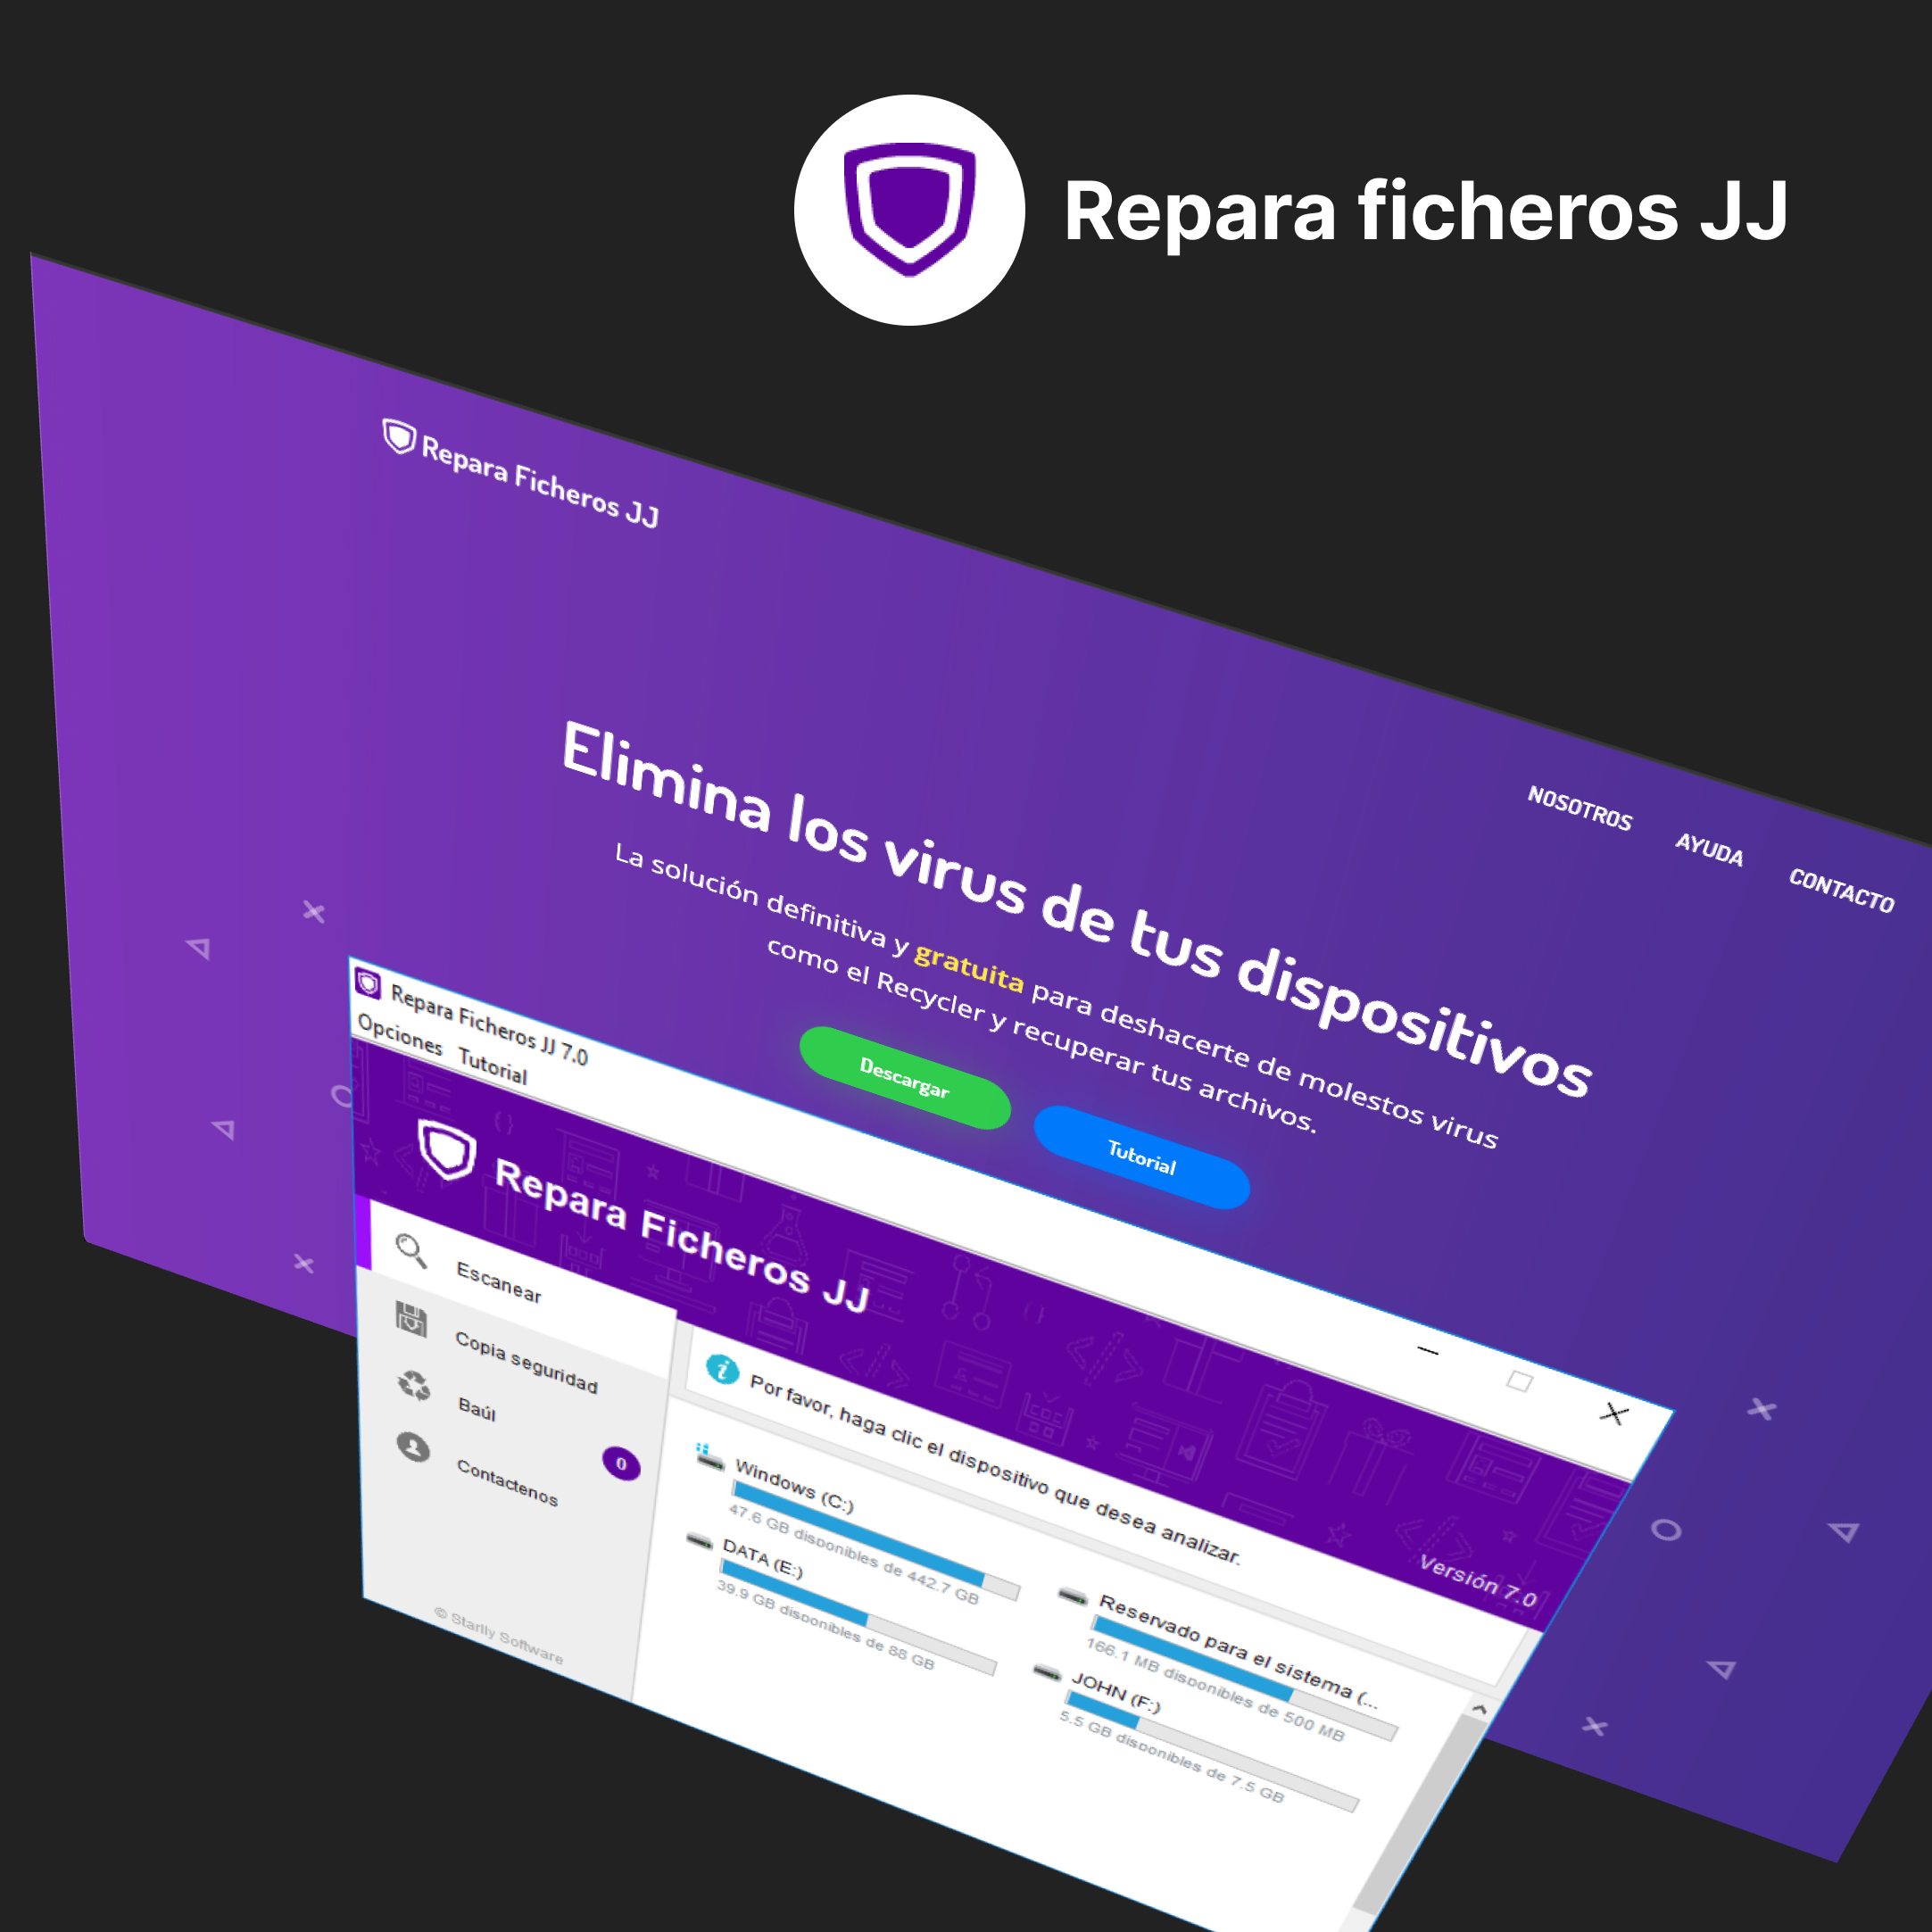 Repara ficheros JJ
Repara Ficheros JJ
NOSOTROS
AYUDA
CONTACTO
Elimina los virus de tus dispositivos
La solución definitiva y gratuita para deshacerte de molestos virus
como el Recycler y recuperar tus archivos.
Descargar
Tutorial
Repara Ficheros JJ 7.0
Opciones Tutorial
Repara Ficheros JJ
Versión 7.0
Escanear
Copia seguridad
Baúl
0
Contactenos
© Starlly Software
Por favor, haga clic el dispositivo que desea analizar.
Windows (C:)
47.6 GB disponibles de 442.7 GB
Reservado para el sistema (...
166.1 MB disponibles de 500 MB
DATA (E:)
39.9 GB disponibles de 88 GB
JOHN (F:)
5.5 GB disponibles de 7.5 GB